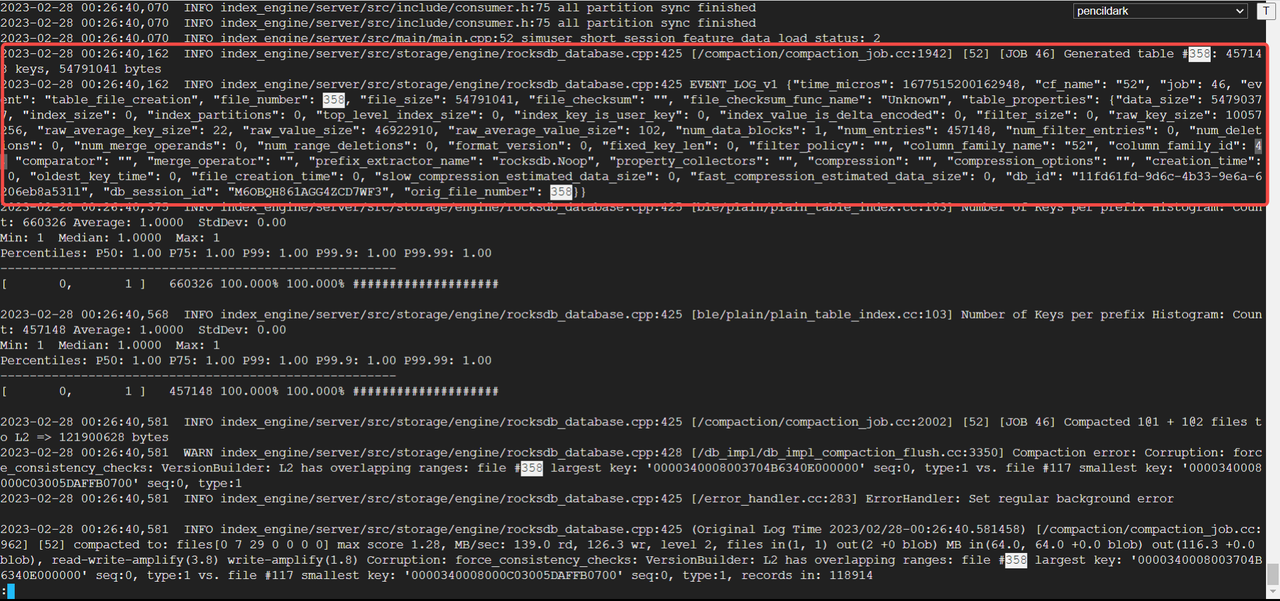 2023-02-28 00:26:40,070  INFO index_engine/server/src/include/consumer.h:75 all partition sync finished
pencildark
T
2023-02-28 00:26:40,070  INFO index_engine/server/src/include/consumer.h:75 all partition sync finished
2023-02-28 00:26:40,070  INFO index_engine/server/src/main/main.cpp:52 simuser short session feature data load status: 2
2023-02-28 00:26:40,162  INFO index_engine/server/src/storage/engine/rocksdb_database.cpp:425 [/compaction/compaction_job.cc:1942] [52] [JOB 46] Generated table #358: 45714
8 keys, 54791041 bytes
2023-02-28 00:26:40,162  INFO index_engine/server/src/storage/engine/rocksdb_database.cpp:425 EVENT_LOG_v1 {"time_micros": 1677515200162948, "cf_name": "52", "job": 46, "eve
nt": "table_file_creation", "file_number": 358, "file_size": 54791041, "file_checksum": "", "file_checksum_func_name": "Unknown", "table_properties": {"data_size": 5479037
7, "index_size": 0, "index_partitions": 0, "top_level_index_size": 0, "index_key_is_user_key": 0, "index_value_is_delta_encoded": 0, "filter_size": 0, "raw_key_size": 10057
256, "raw_average_key_size": 22, "raw_value_size": 46922910, "raw_average_value_size": 102, "num_data_blocks": 1, "num_entries": 457148, "num_filter_entries": 0, "num_delet
ions": 0, "num_merge_operands": 0, "num_range_deletions": 0, "format_version": 0, "fixed_key_len": 0, "filter_policy": "", "column_family_name": "52", "column_family_id": 4
"comparator": "", "merge_operator": "", "prefix_extractor_name": "rocksdb.Noop", "property_collectors": "", "compression": "", "compression_options": "", "creation_time":
0, "oldest_key_time": 0, "file_creation_time": 0, "slow_compression_estimated_data_size": 0, "fast_compression_estimated_data_size": 0, "db_id": "11fd61fd-9d6c-4b33-9e6a-6
206eb8a5311", "db_session_id": "M6OBQH861AGG4ZCD7WF3", "orig_file_number": 358}}
2023-02-28 00:26:40,375  INFO index_engine/server/src/storage/engine/rocksdb_database.cpp:425 [ble/plain/plain_table_index.cc:103] Number of Keys per prefix Histogram: Coun
t: 660326 Average: 1.0000  StdDev: 0.00
Min: 1  Median: 1.0000  Max: 1
Percentiles: P50: 1.00 P75: 1.00 P99: 1.00 P99.9: 1.00 P99.99: 1.00
------------------------------------------------------
[       0,       1 ]   660326 100.000% 100.000% ####################
2023-02-28 00:26:40,568  INFO index_engine/server/src/storage/engine/rocksdb_database.cpp:425 [ble/plain/plain_table_index.cc:103] Number of Keys per prefix Histogram: Coun
t: 457148 Average: 1.0000  StdDev: 0.00
Min: 1  Median: 1.0000  Max: 1
Percentiles: P50: 1.00 P75: 1.00 P99: 1.00 P99.9: 1.00 P99.99: 1.00
------------------------------------------------------
[       0,       1 ]   457148 100.000% 100.000% ####################
2023-02-28 00:26:40,581  INFO index_engine/server/src/storage/engine/rocksdb_database.cpp:425 [/compaction/compaction_job.cc:2002] [52] [JOB 46] Compacted 1@1 + 1@2 files t
o L2 => 121900628 bytes
2023-02-28 00:26:40,581  WARN index_engine/server/src/storage/engine/rocksdb_database.cpp:428 [/db_impl/db_impl_compaction_flush.cc:3350] Compaction error: Corruption: forc
e_consistency_checks: VersionBuilder: L2 has overlapping ranges: file #358 largest key: '0000340008003704B6340E000000' seq:0, type:1 vs. file #117 smallest key: '0000340008
000C03005DAFFB0700' seq:0, type:1
2023-02-28 00:26:40,581  INFO index_engine/server/src/storage/engine/rocksdb_database.cpp:425 [/error_handler.cc:283] ErrorHandler: Set regular background error
2023-02-28 00:26:40,581  INFO index_engine/server/src/storage/engine/rocksdb_database.cpp:425 (Original Log Time 2023/02/28-00:26:40.581458) [/compaction/compaction_job.cc:
962] [52] compacted to: files[0 7 29 0 0 0 0] max score 1.28, MB/sec: 139.0 rd, 126.3 wr, level 2, files in(1, 1) out(2 +0 blob) MB in(64.0, 64.0 +0.0 blob) out(116.3 +0.0
blob), read-write-amplify(3.8) write-amplify(1.8) Corruption: force_consistency_checks: VersionBuilder: L2 has overlapping ranges: file #358 largest key: '0000340008003704B
6340E000000' seq:0, type:1 vs. file #117 smallest key: '0000340008000C03005DAFFB0700' seq:0, type:1, records in: 118914
: